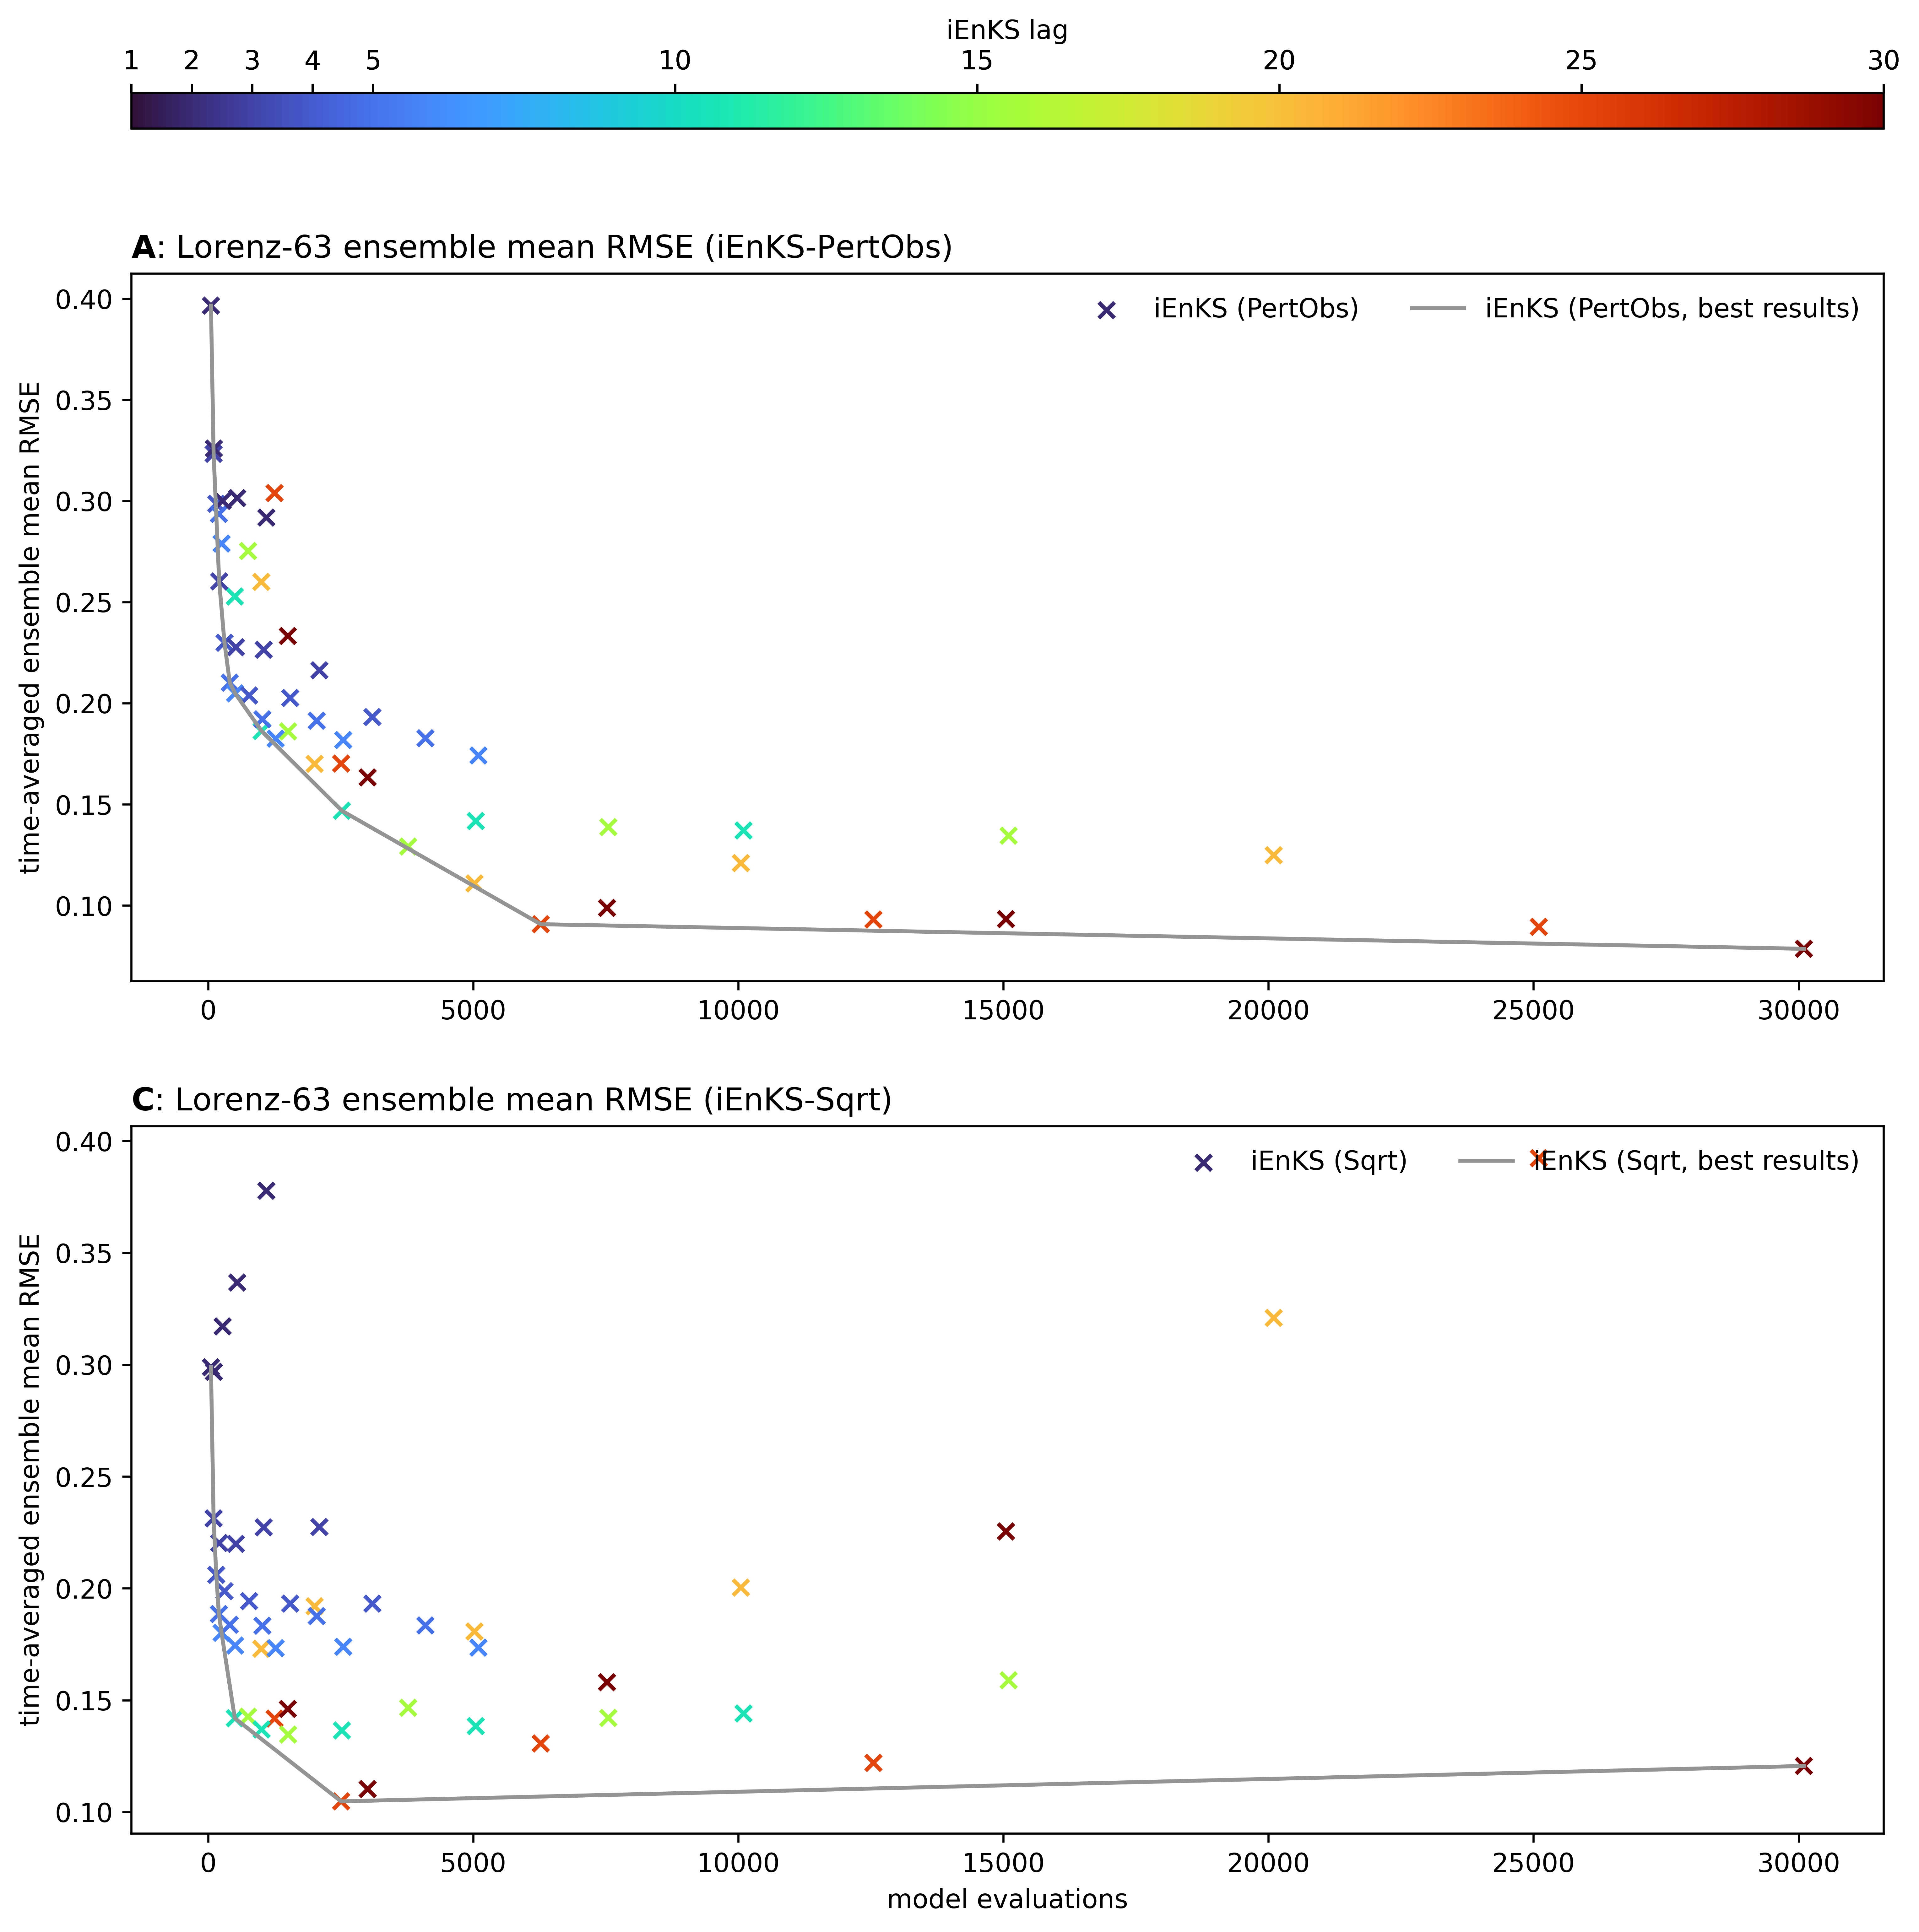 iEnKS lag
1 2 3 4 5 10 15 20 25 30
A: Lorenz-63 ensemble mean RMSE (iEnKS-PertObs)
iEnKS (PertObs) iEnKS (PertObs, best results)
time-averaged ensemble mean RMSE
0.40
0.35
0.30
0.25
0.20
0.15
0.10
0 5000 10000 15000 20000 25000 30000
C: Lorenz-63 ensemble mean RMSE (iEnKS-Sqrt)
iEnKS (Sqrt) iEnKS (Sqrt, best results)
time-averaged ensemble mean RMSE
0.40
0.35
0.30
0.25
0.20
0.15
0.10
0 5000 10000 15000 20000 25000 30000
model evaluations